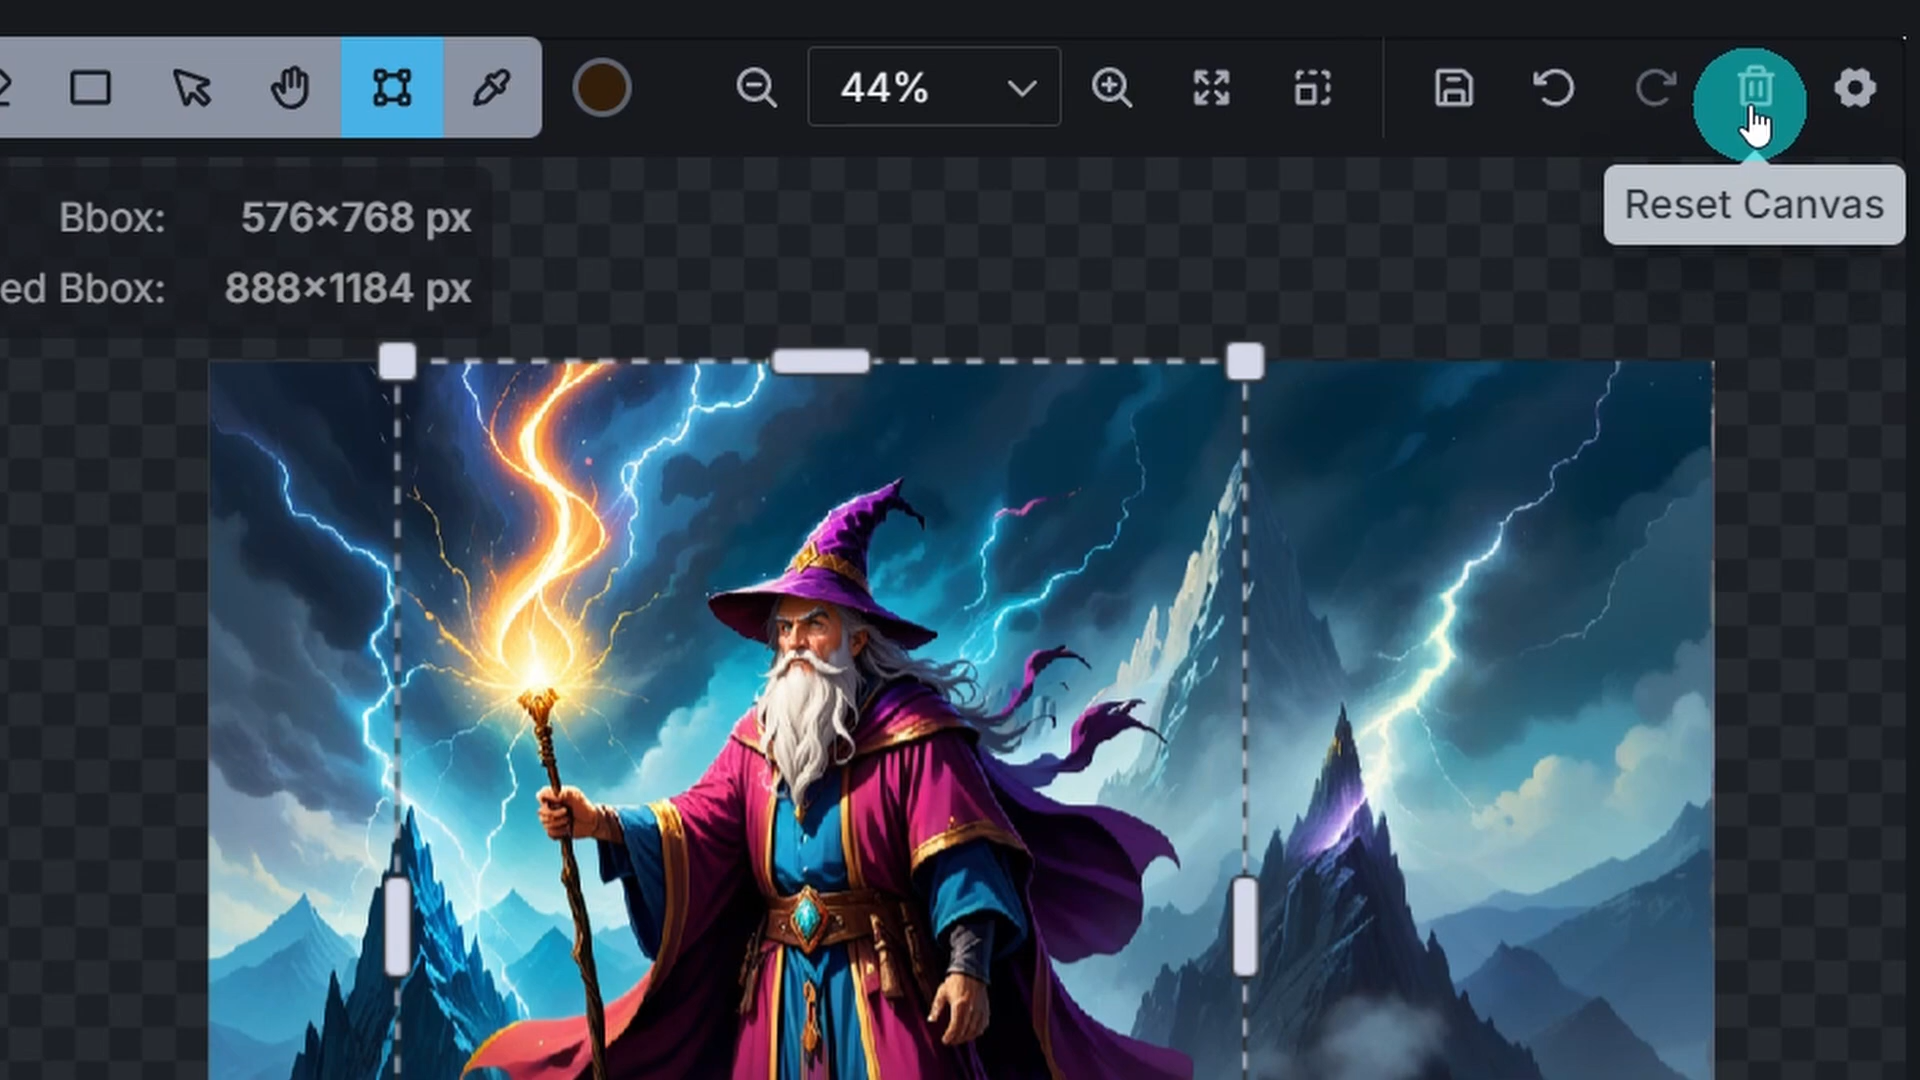 44%
Reset Canvas
Bbox: 576×768 px
ed Bbox: 888×1184 px